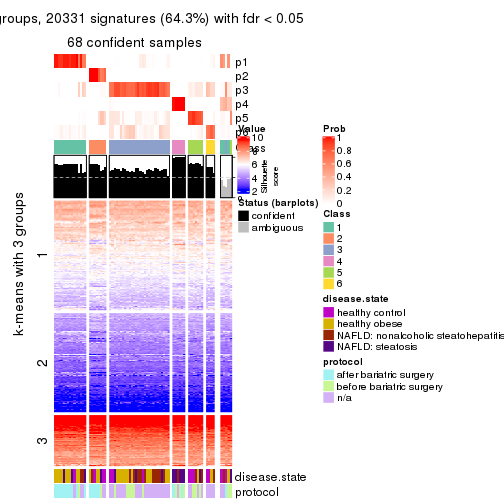 groups, 20331 signatures (64.3%) with fdr < 0.05
68 confident samples
p1
p2
p3
p4
p5
k-means with 3 groups
1
2
3
Value
10
8
6
4
2
Silhouette
score
Status (barplots)
confident
ambiguous
Prob
1
0.8
0.6
0.4
0.2
0
Class
1
2
3
4
5
6
disease.state
healthy control
healthy obese
NAFLD: nonalcoholic steatohepatitis
NAFLD: steatosis
protocol
after bariatric surgery
before bariatric surgery
n/a
disease.state
protocol